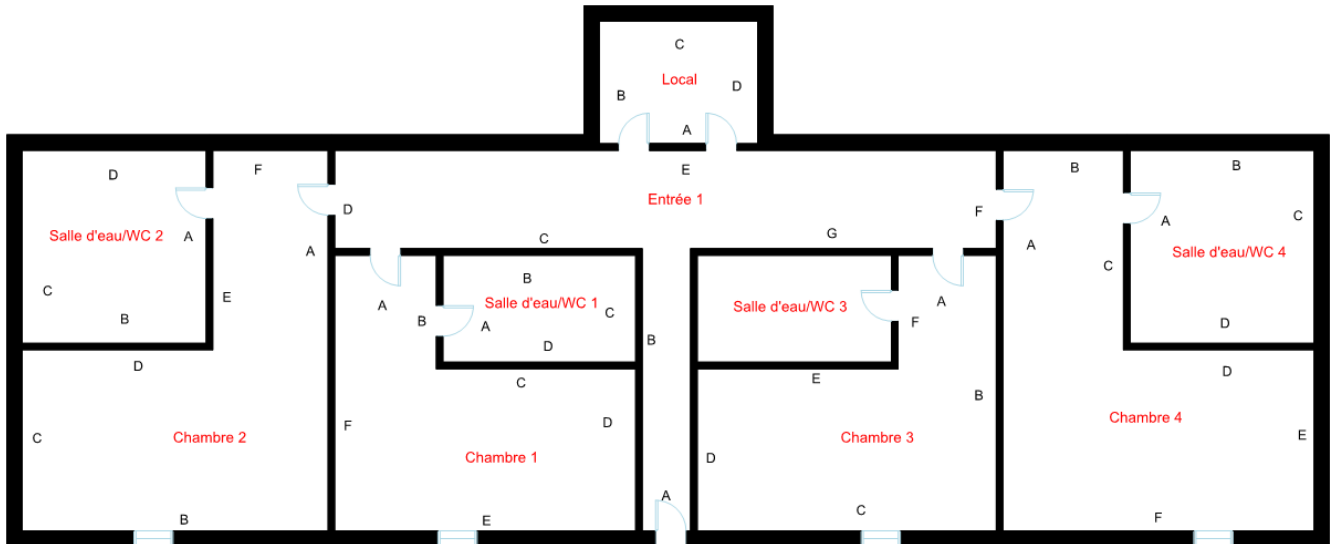 C
Local
D
B
A
D
F
E
B
B
Entrée 1
D
F
A
C
Salle d'eau/WC 2
A
A
C
G
A
C
Salle d'eau/WC 4
C
E
B
A
B
Salle d'eau/WC 1
C
A
B
D
B
Salle d'eau/WC 3
A
F
D
D
C
E
D
B
F
D
Chambre 4
C
Chambre 2
Chambre 1
Chambre 3
E
D
B
E
A
C
F